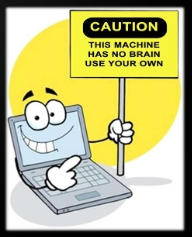 CAUTION
THIS MACHINE
HAS NO BRAIN
USE YOUR OWN